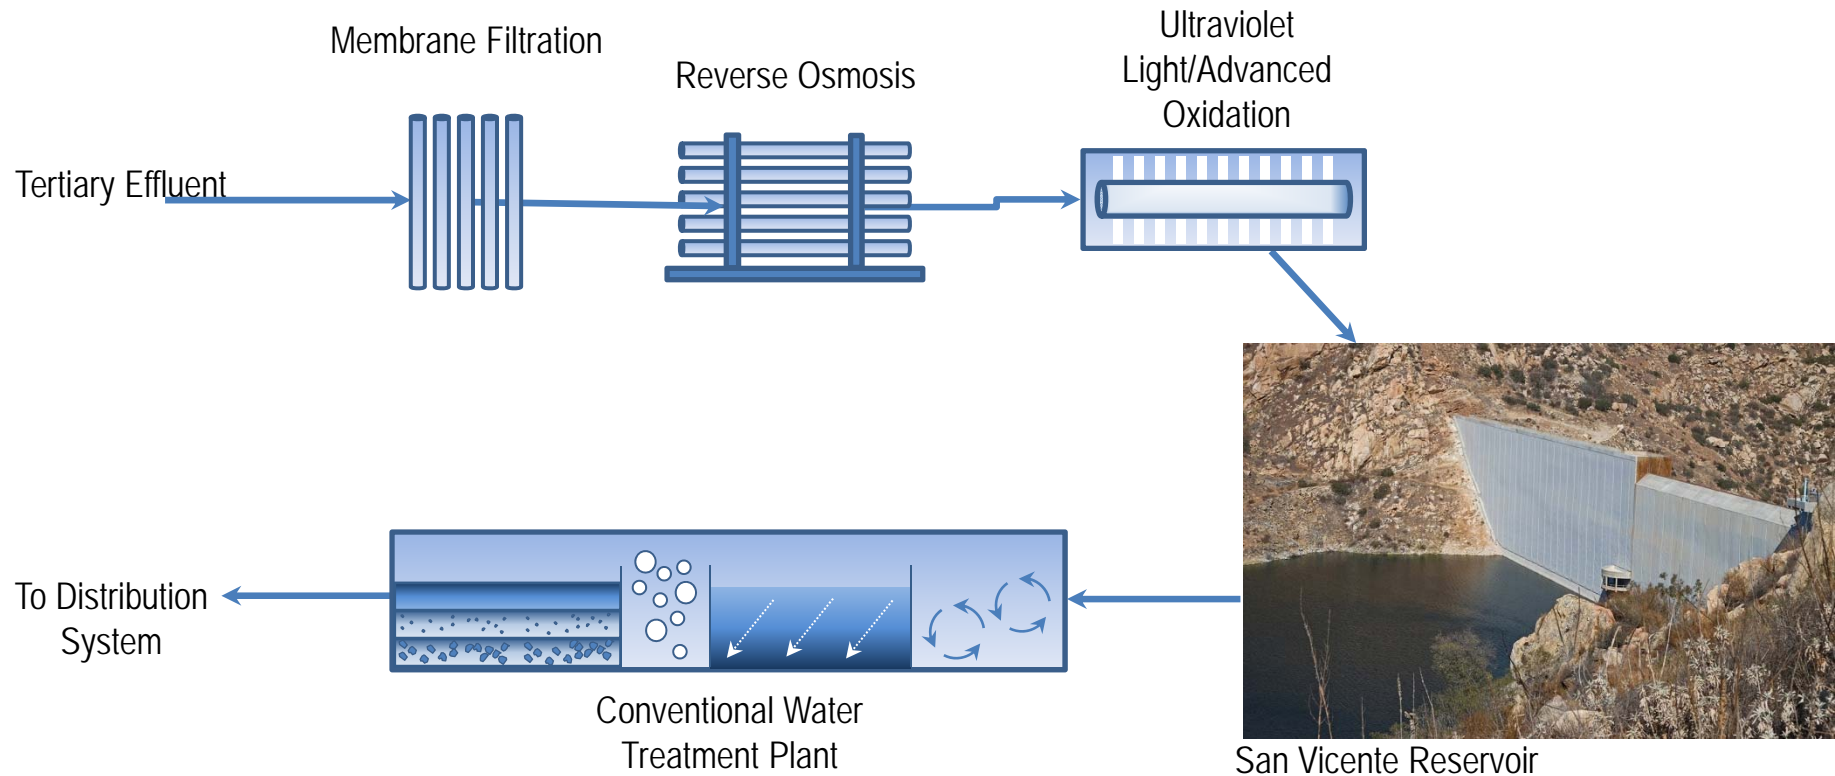 Membrane Filtration
Reverse Osmosis
Ultraviolet
Light/Advanced
Oxidation
Tertiary Effluent
To Distribution
System
Conventional Water
Treatment Plant
San Vicente Reservoir